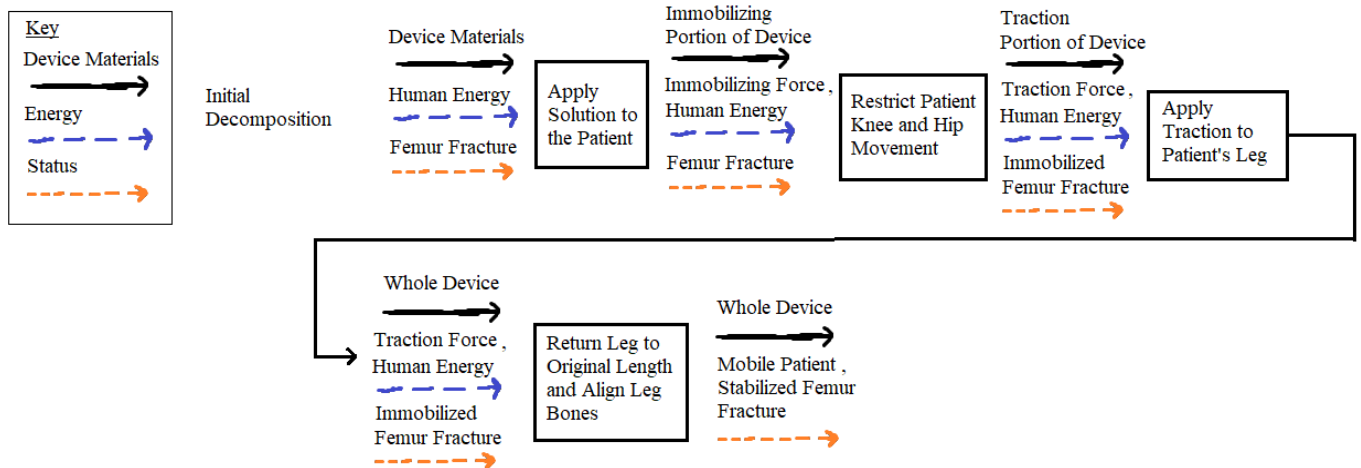 Key
Device Materials
Energy
Status
Initial
Decomposition
Device Materials
Human Energy
Femur Fracture
Apply
Solution to
the Patient
Immobilizing
Portion of Device
Immobilizing Force ,
Human Energy
Femur Fracture
Restrict Patient
Knee and Hip
Movement
Traction
Portion of Device
Traction Force ,
Human Energy
Immobilized
Femur Fracture
Apply
Traction to
Patient's Leg
Whole Device
Traction Force ,
Human Energy
Immobilized
Femur Fracture
Return Leg to
Original Length
and Align Leg
Bones
Whole Device
Mobile Patient ,
Stabilized Femur
Fracture